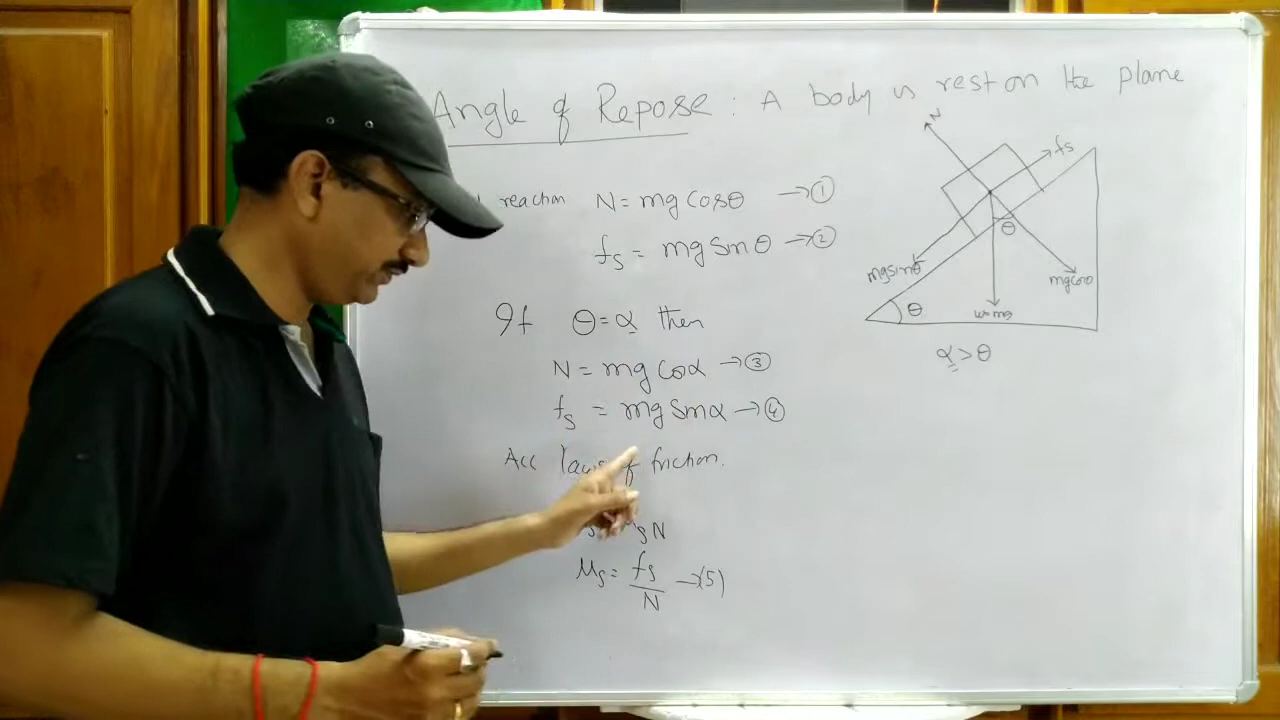 Angle of Repose : A body is rest on the plane
reaction N = mg cosθ →①
fs = mg sinθ →②
If θ = α then
N = mg cosα →③
fs = mg sinα →④
Acc laws of friction.
sN
μs = fs/N →(5)
N
fs
θ
mg sinθ
mg cosθ
w=mg
θ
α > θ